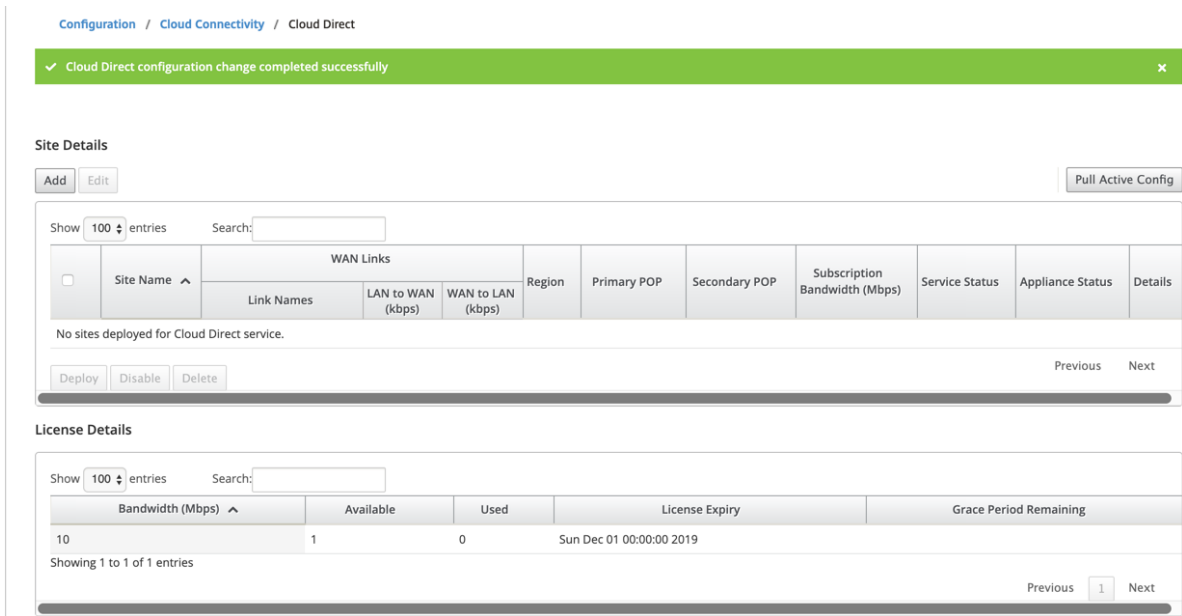 Configuration / Cloud Connectivity / Cloud Direct
Cloud Direct configuration change completed successfully
Site Details
Add Edit Pull Active Config
Show 100 entries Search:
Site Name WAN Links Region Primary POP Secondary POP Subscription Bandwidth (Mbps) Service Status Appliance Status Details
Link Names LAN to WAN (kbps) WAN to LAN (kbps)
No sites deployed for Cloud Direct service.
Previous Next
Deploy Disable Delete
License Details
Show 100 entries Search:
Bandwidth (Mbps) Available Used License Expiry Grace Period Remaining
10 1 0 Sun Dec 01 00:00:00 2019
Showing 1 to 1 of 1 entries
Previous 1 Next